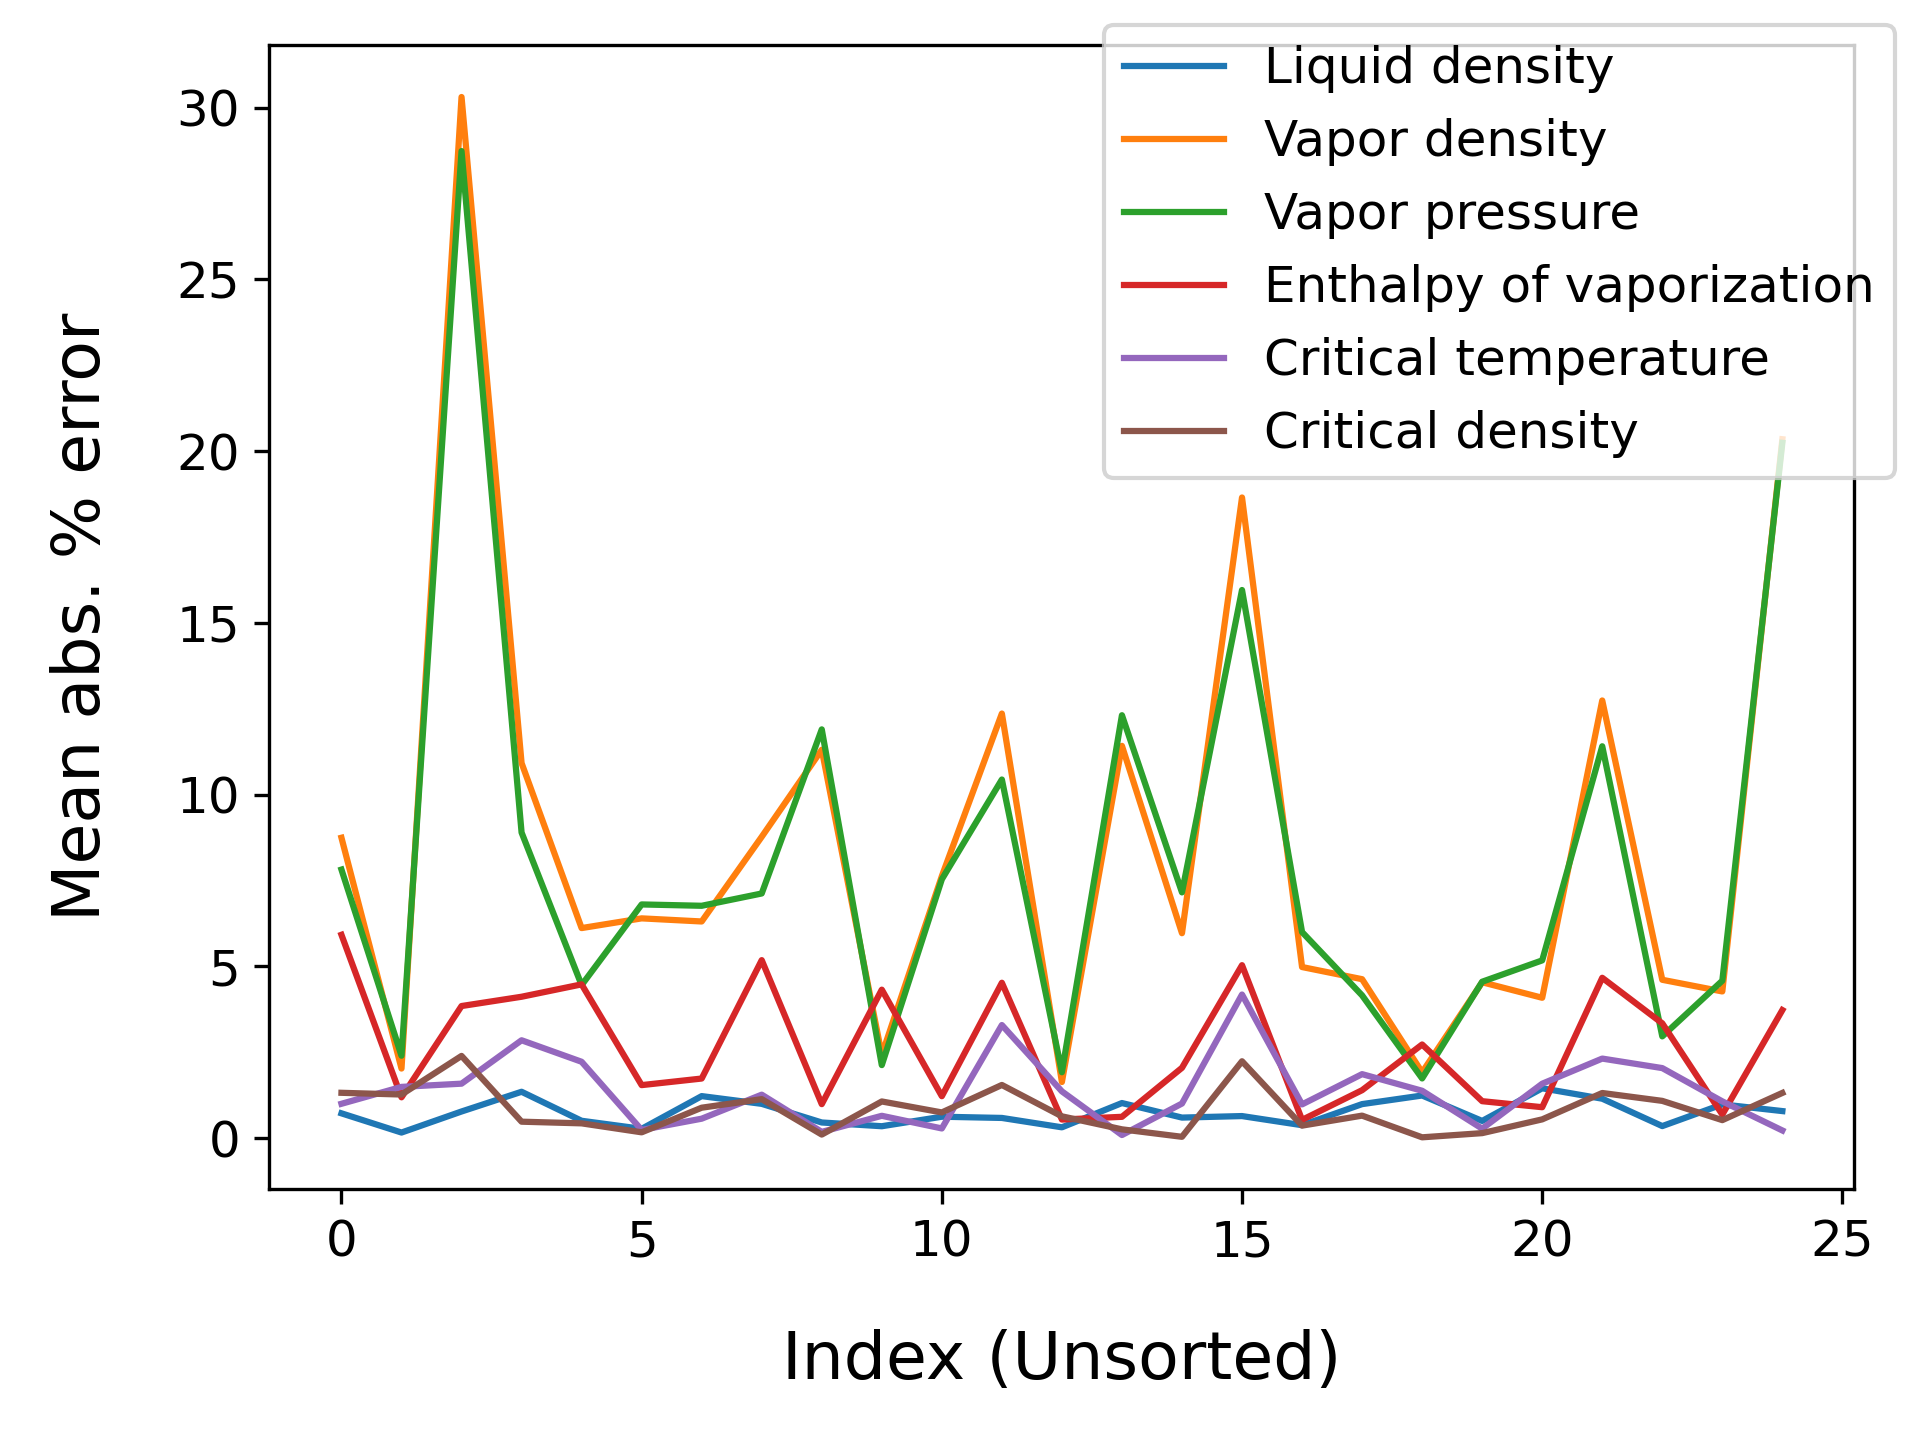 Liquid density
Vapor density
Vapor pressure
Enthalpy of vaporization
Critical temperature
Critical density
30
25
20
15
10
5
0
Mean abs. % error
0 5 10 15 20 25
Index (Unsorted)